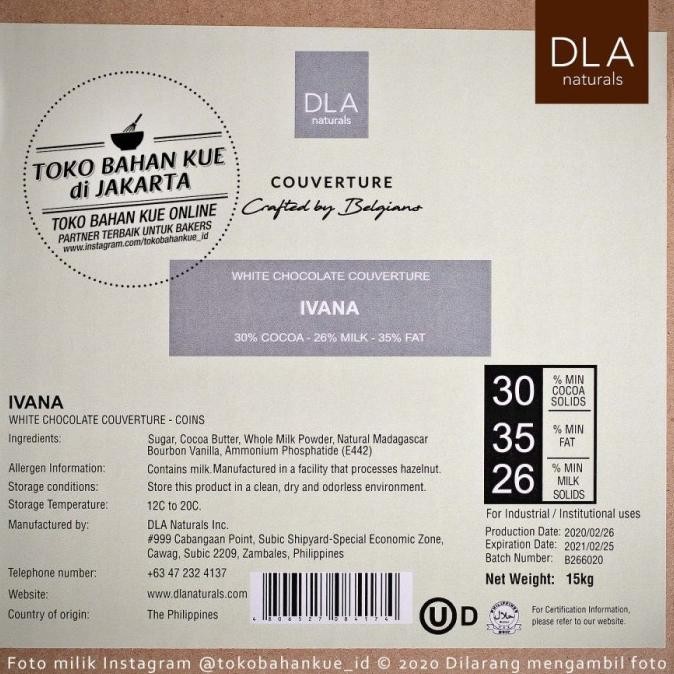 DLA
naturals
DLA
naturals
TOKO BAHAN KUE
di JAKARTA
TOKO BAHAN KUE ONLINE
PARTNER TERBAIK UNTUK BAKERS
www.instagram.com/tokobahankue_id
COUVERTURE
Crafted by Belgians
WHITE CHOCOLATE COUVERTURE
IVANA
30% COCOA - 26% MILK - 35% FAT
30 % MIN COCOA SOLIDS
35 % MIN FAT
26 % MIN MILK SOLIDS
IVANA
WHITE CHOCOLATE COUVERTURE - COINS
Ingredients: Sugar, Cocoa Butter, Whole Milk Powder, Natural Madagascar
Bourbon Vanilla, Ammonium Phosphatide (E442)
Allergen Information: Contains milk.Manufactured in a facility that processes hazelnut.
Storage conditions: Store this product in a clean, dry and odorless environment.
Storage Temperature: 12C to 20C.
Manufactured by: DLA Naturals Inc.
#999 Cabangaan Point, Subic Shipyard-Special Economic Zone,
Cawag, Subic 2209, Zambales, Philippines
Telephone number: +63 47 232 4137
Website: www.dlanaturals.com
Country of origin: The Philippines
For Industrial / Institutional uses
Production Date: 2020/02/26
Expiration Date: 2021/02/25
Batch Number: B266020
Net Weight: 15kg
U D
For Certification Information,
please refer to our website.
Foto milik Instagram @tokobahankue_id © 2020 Dilarang mengambil foto